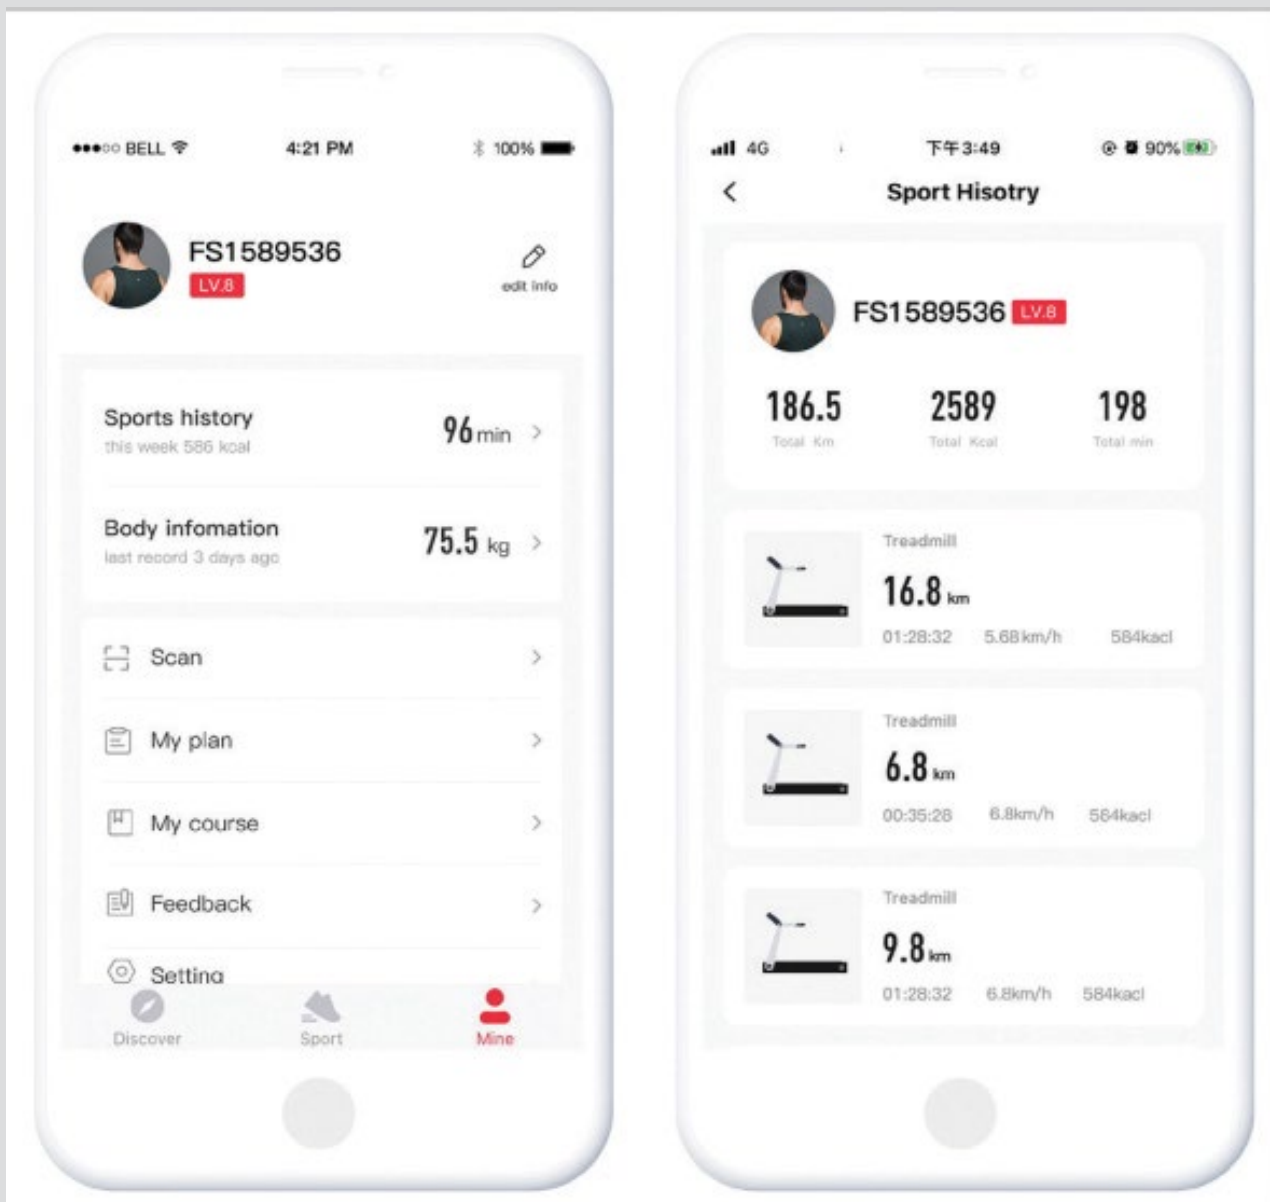 BELL 4:21 PM 100%
FS1589536
LV.8
edit info
Sports history
this week 586 kcal
96 min
Body infomation
last record 3 days ago
75.5 kg
Scan
My plan
My course
Feedback
Setting
Discover Sport Mine
4G 下午3:49 90%
Sport Hisotry
FS1589536 LV.8
186.5 2589 198
Total Km Total Kcal Total min
Treadmill
16.8 km
01:28:32 5.68km/h 584kacl
Treadmill
6.8 km
00:35:28 6.8km/h 584kacl
Treadmill
9.8 km
01:28:32 6.8km/h 584kacl